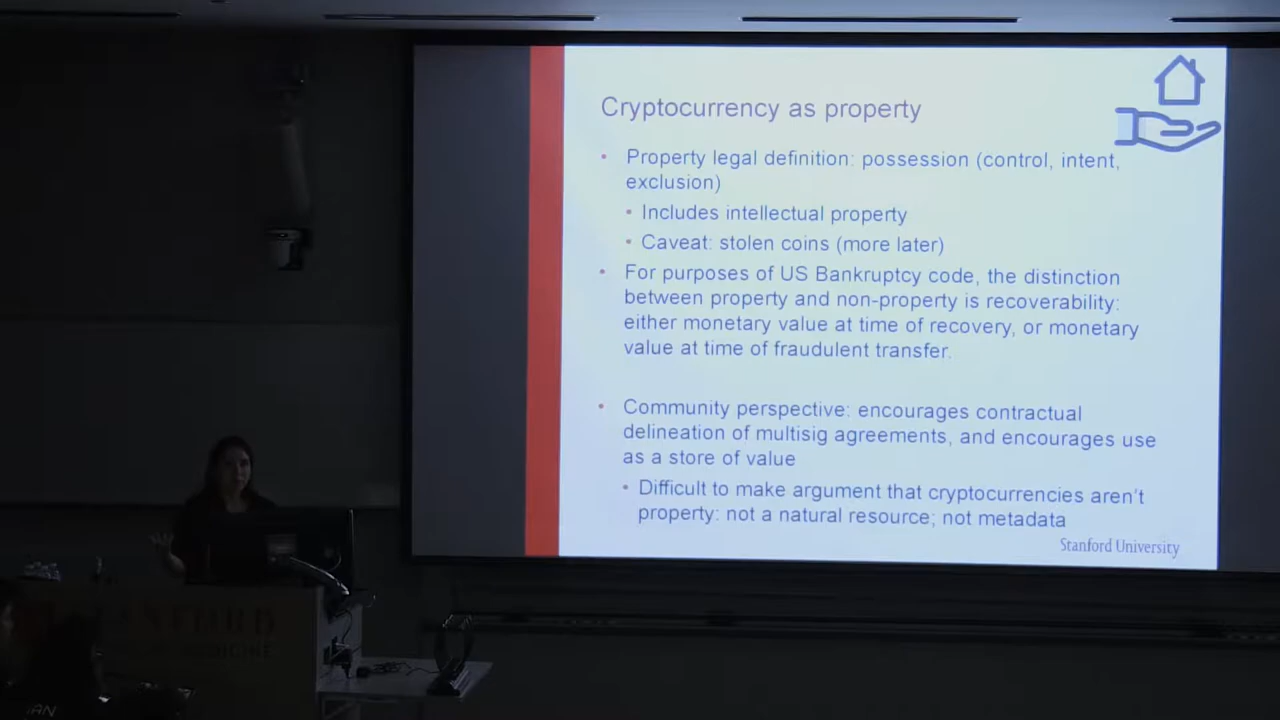 Cryptocurrency as property
• Property legal definition: possession (control, intent,
exclusion)
• Includes intellectual property
• Caveat: stolen coins (more later)
• For purposes of US Bankruptcy code, the distinction
between property and non-property is recoverability:
either monetary value at time of recovery, or monetary
value at time of fraudulent transfer.
• Community perspective: encourages contractual
delineation of multisig agreements, and encourages use
as a store of value
• Difficult to make argument that cryptocurrencies aren't
property: not a natural resource; not metadata
Stanford University